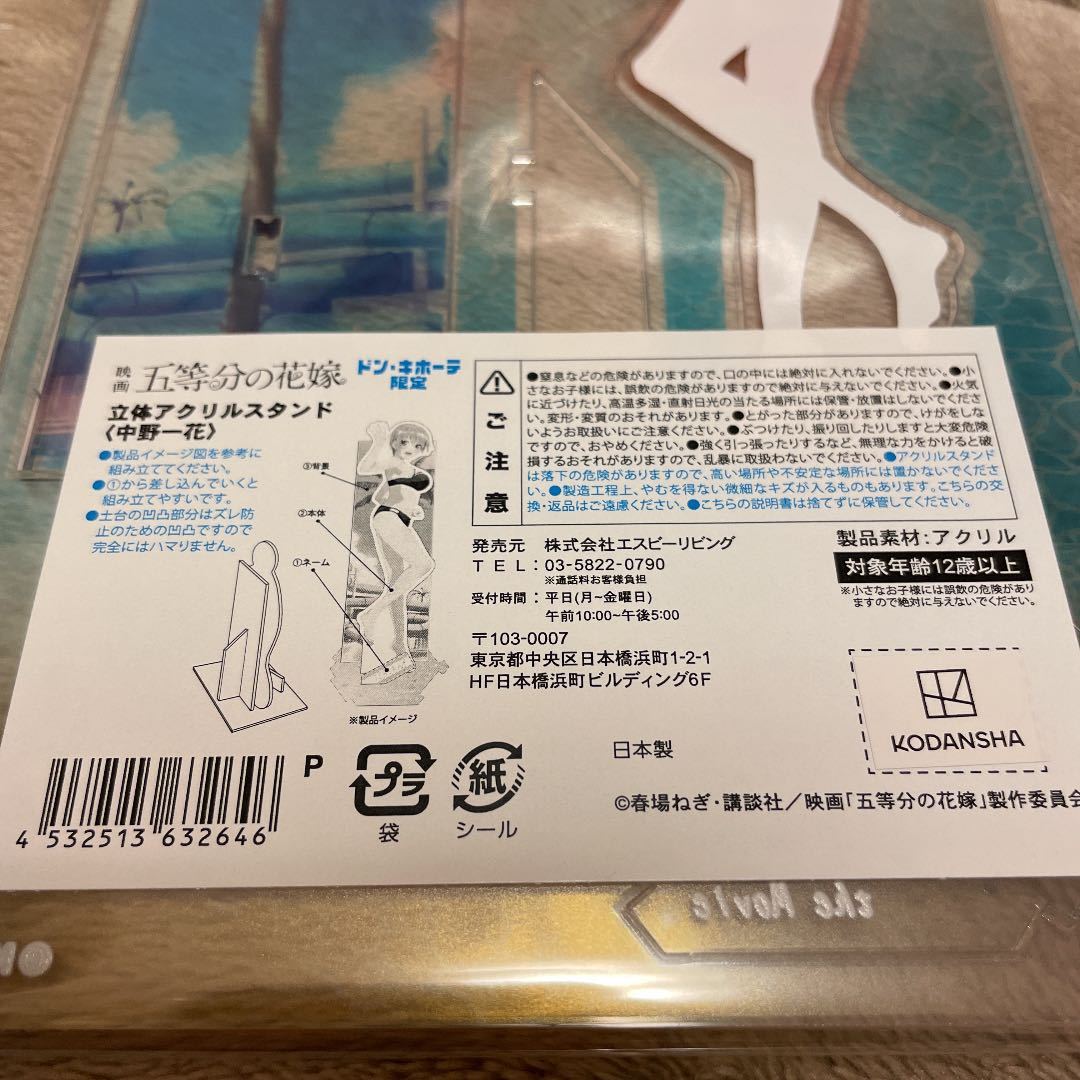 映画 五等分の花嫁 ドン・キホーテ限定
立体アクリルスタンド
〈中野一花〉
●製品イメージ図を参考に
組み立ててください。
●①から差し込んでいくと
組み立てやすいです。
●土台の凹凸部分はズレ防
止のための凹凸ですので
完全にはハマりません。
③背景
②本体
①ネーム
※製品イメージ
ご注意
●窒息などの危険がありますので、口の中には絶対に入れないでください。●小
さなお子様には、誤飲の危険がありますので絶対に与えないでください。●火気
に近づけたり、高温多湿・直射日光の当たる場所には保管・放置はしないでくださ
い。変形・変質のおそれがあります。●とがった部分がありますので、けがをしな
いようお取扱いにご注意ください。●ぶつけたり、振り回したりしますと大変危険
ですので、おやめください。●強く引っ張ったりするなど、無理な力をかけると破
損するおそれがありますので、乱暴に取扱わないでください。●アクリルスタンド
は落下の危険がありますので、高い場所や不安定な場所には置かないでくださ
い。●製造工程上、やむを得ない微細なキズが入るものもあります。こちらの交
換・返品はご遠慮ください。●こちらの説明書は捨てずに保管してください。
発売元 株式会社エスビーリビング
TEL:03-5822-0790
※通話料お客様負担
受付時間:平日(月~金曜日)
午前10:00~午後5:00
〒103-0007
東京都中央区日本橋浜町1-2-1
HF日本橋浜町ビルディング6F
製品素材:アクリル
対象年齢12歳以上
※小さなお子様には誤飲の危険があり
ますので絶対に与えないでください。
KODANSHA
日本製
©春場ねぎ・講談社／映画「五等分の花嫁」製作委員会
4532513632646
P
プラ
袋
紙
シール
the Movie